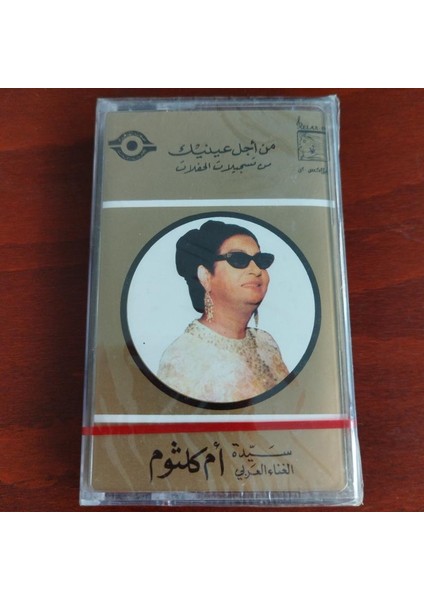 من أجل عينيك
من تسجيلات الحفلات
سيدة
الغناء العربي
أم كلثوم